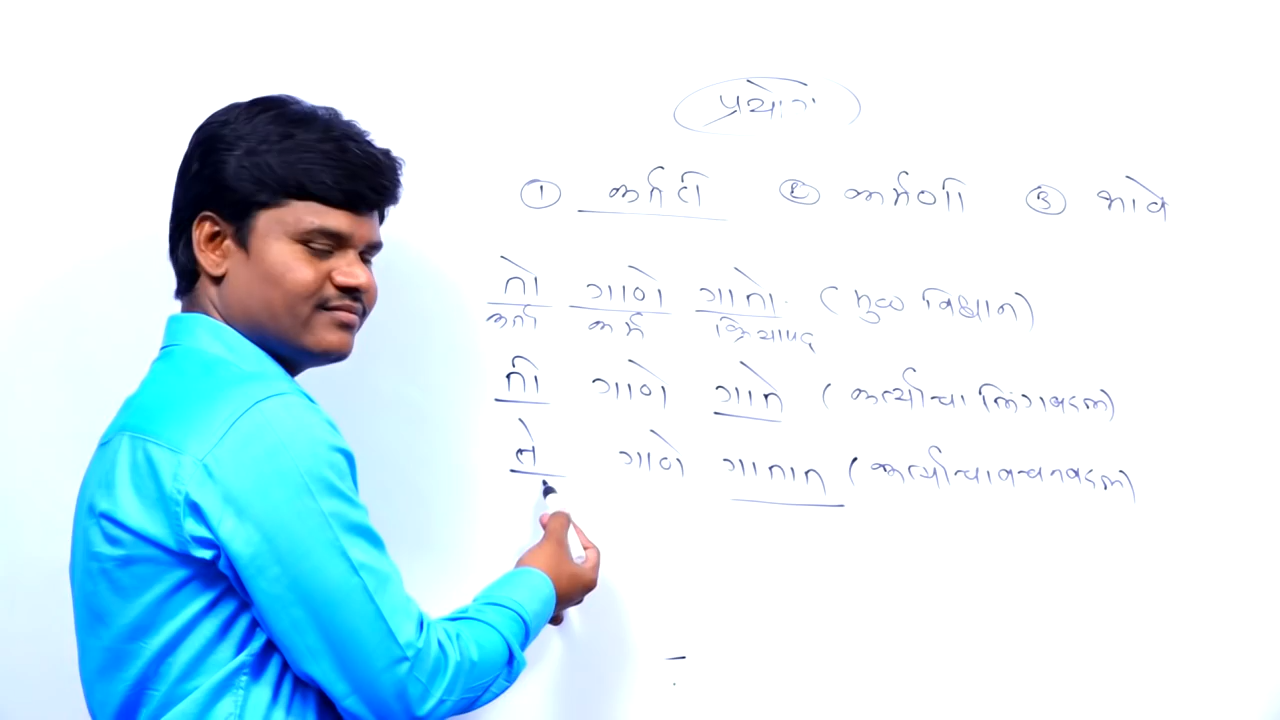 प्रयोग
① कर्तरी ② कर्मणी ③ भावे
तो गाणे गातो. (मुळ विधान)
कर्ता कर्म क्रियापद
ती गाणे गाते (कर्त्याचा लिंगबदल)
ते गाणे गातात (कर्त्याचा वचनबदल)